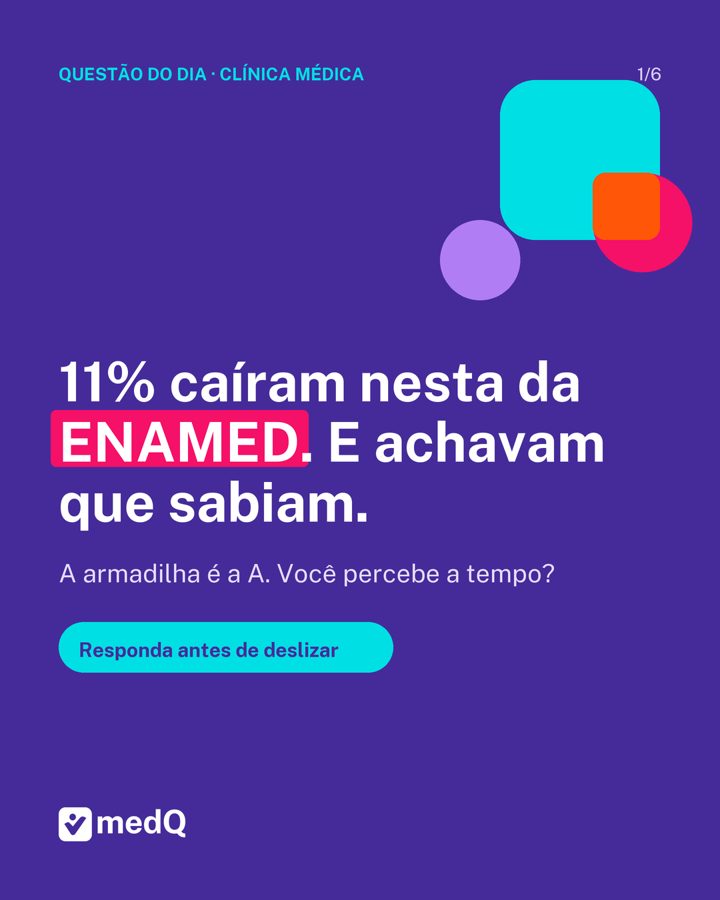 QUESTÃO DO DIA · CLÍNICA MÉDICA
1/6
11% caíram nesta da
ENAMED. E achavam
que sabiam.
A armadilha é a A. Você percebe a tempo?
Responda antes de deslizar
medQ